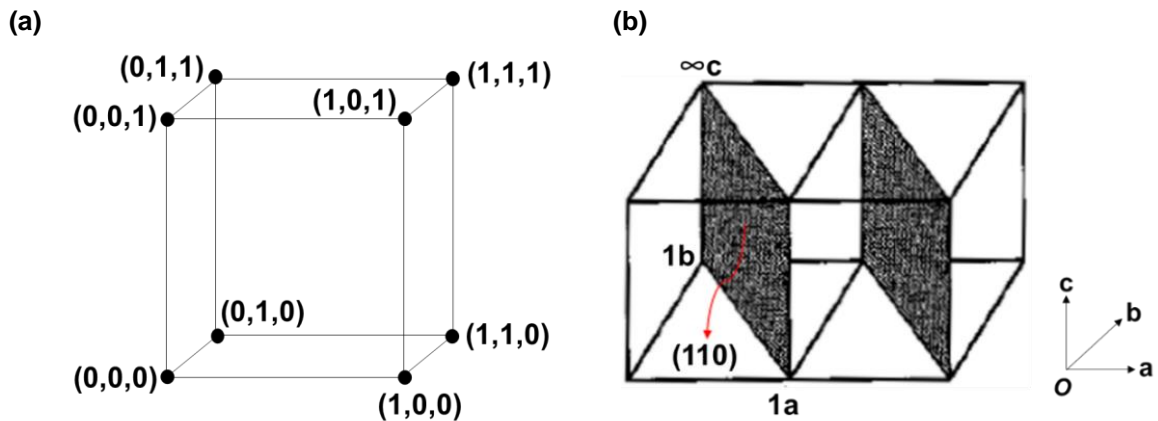 (a)
(0,1,1)
(1,1,1)
(0,0,1)
(1,0,1)
(0,1,0)
(1,1,0)
(0,0,0)
(1,0,0)
(b)
∞c
1b
(110)
1a
c
b
a
O